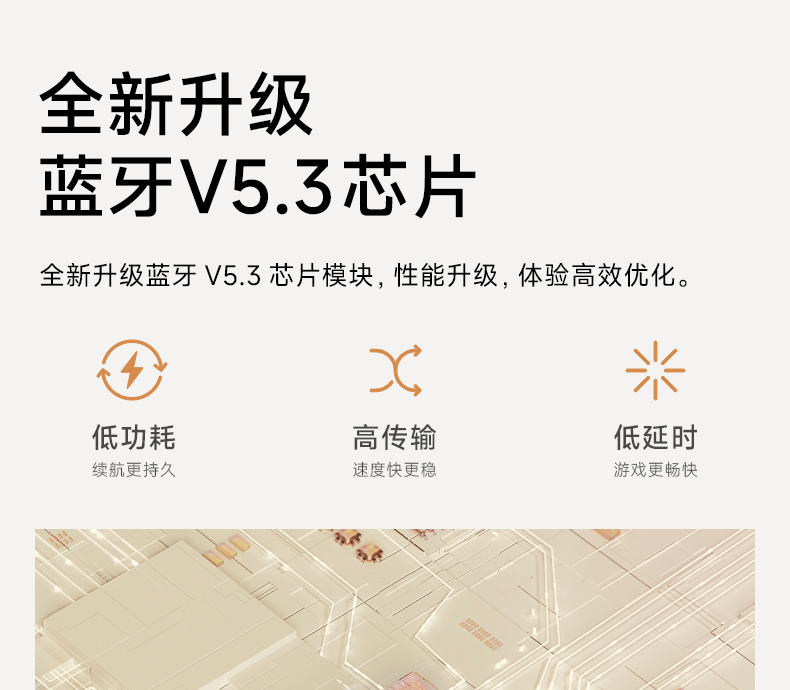 全新升级
蓝牙V5.3芯片
全新升级蓝牙 V5.3 芯片模块, 性能升级, 体验高效优化。
低功耗
续航更持久
高传输
速度快更稳
低延时
游戏更畅快